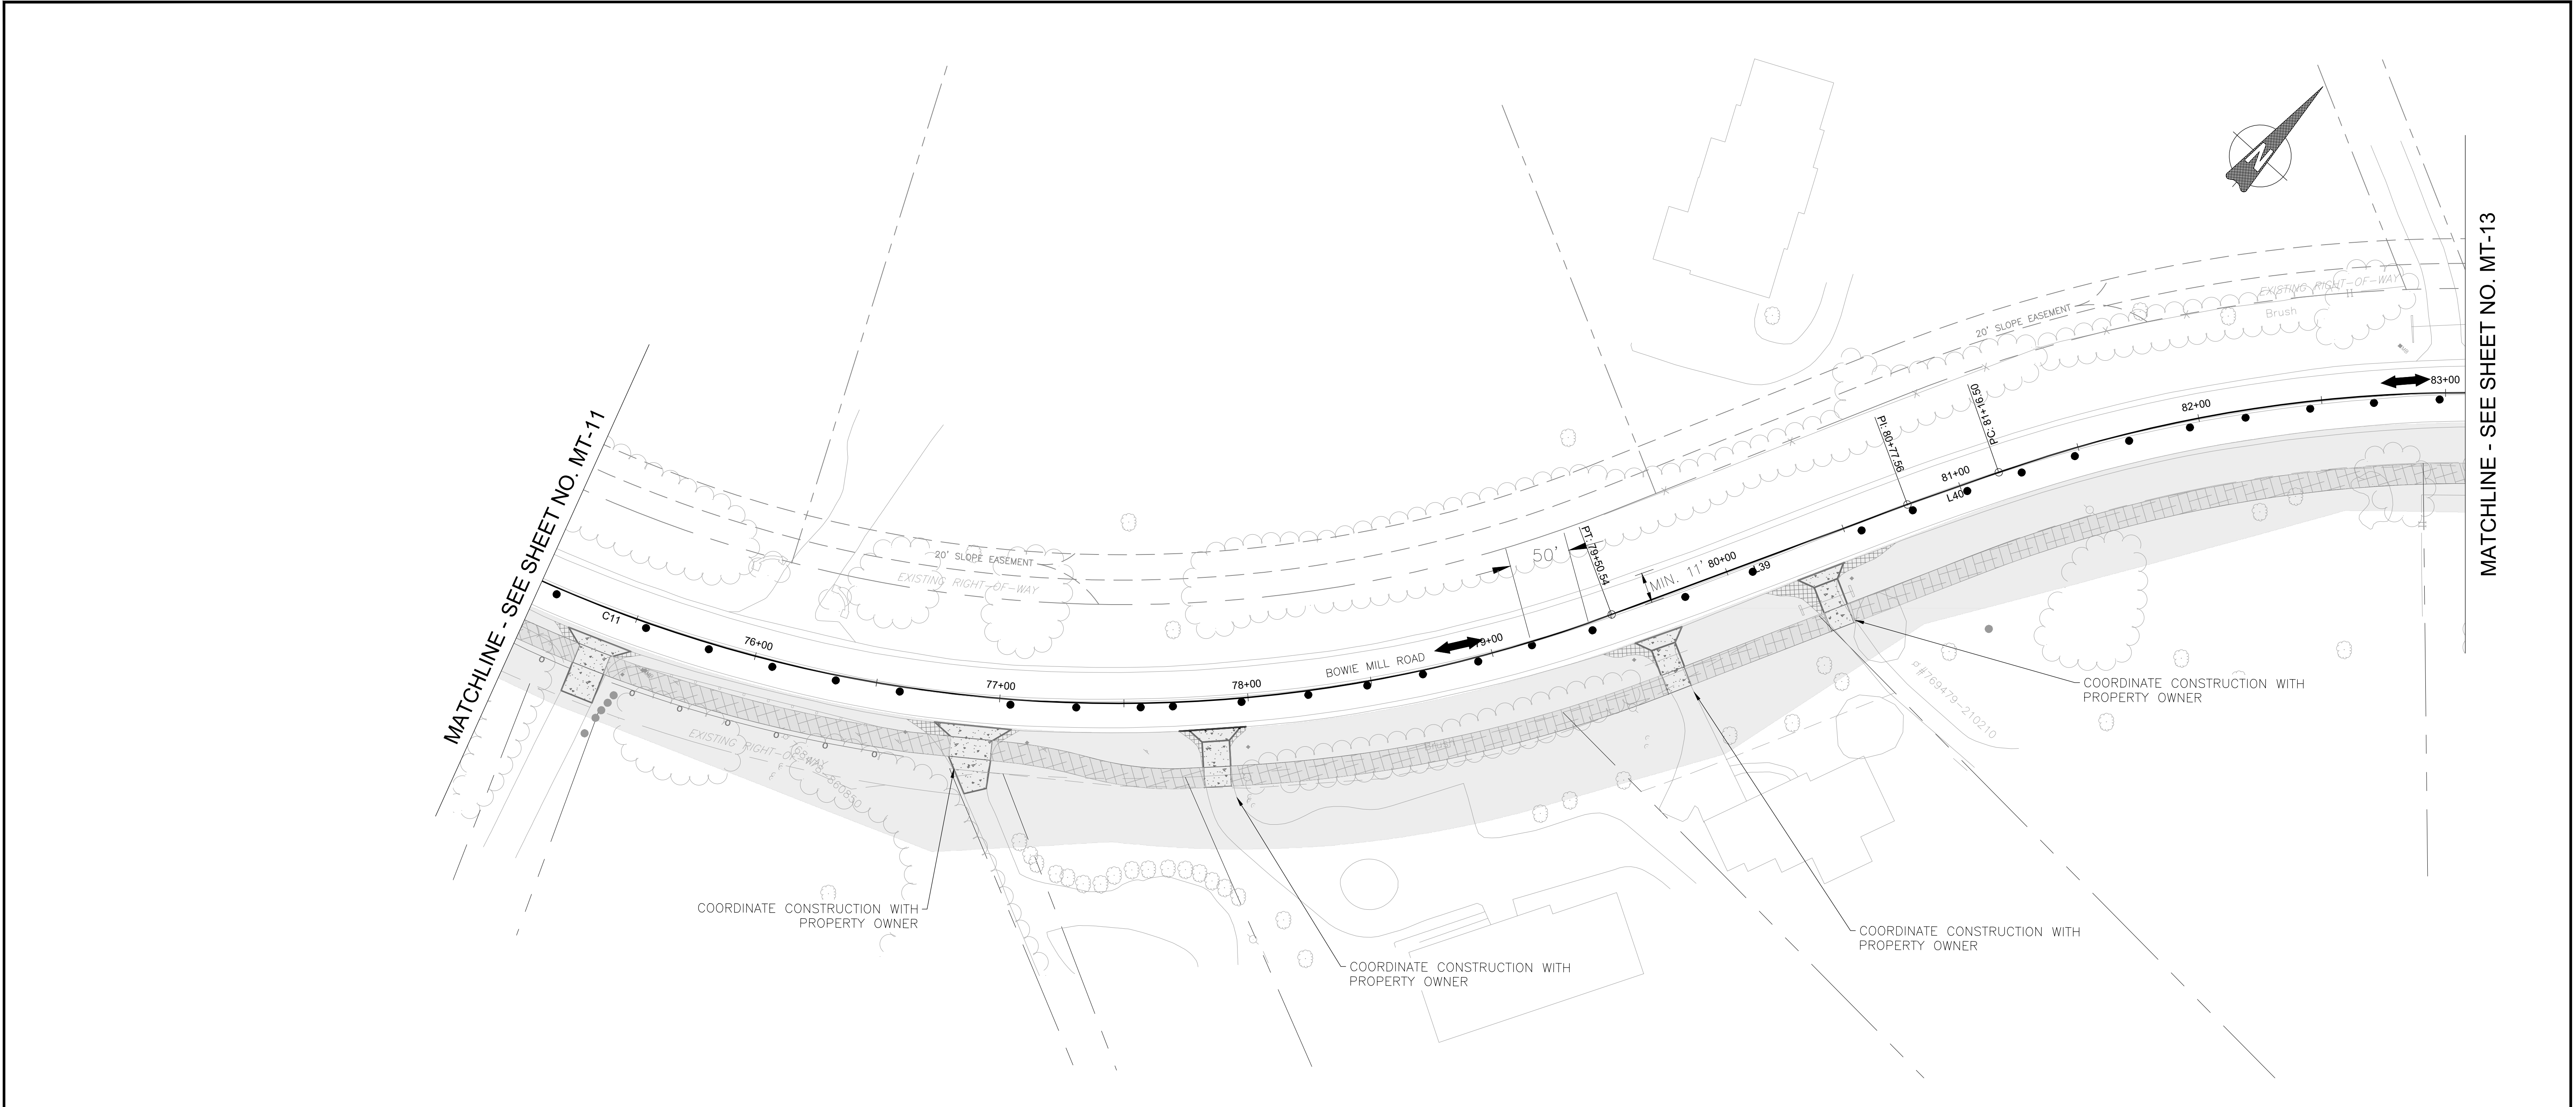 MATCHLINE - SEE SHEET NO. MT-11
MATCHLINE - SEE SHEET NO. MT-13
N
EXISTING RIGHT-OF-WAY
Brush
20' SLOPE EASEMENT
83+00
82+00
PC: 81+16.50
PI: 80+77.56
81+00
L40
PT: 79+50.54
50'
MIN. 11'
80+00
L39
20' SLOPE EASEMENT
EXISTING RIGHT-OF-WAY
C11
76+00
77+00
78+00
BOWIE MILL ROAD
79+00
Brush
EXISTING RIGHT-OF-WAY
P#769479-210210
COORDINATE CONSTRUCTION WITH
PROPERTY OWNER
COORDINATE CONSTRUCTION WITH
PROPERTY OWNER
COORDINATE CONSTRUCTION WITH
PROPERTY OWNER
COORDINATE CONSTRUCTION WITH
PROPERTY OWNER